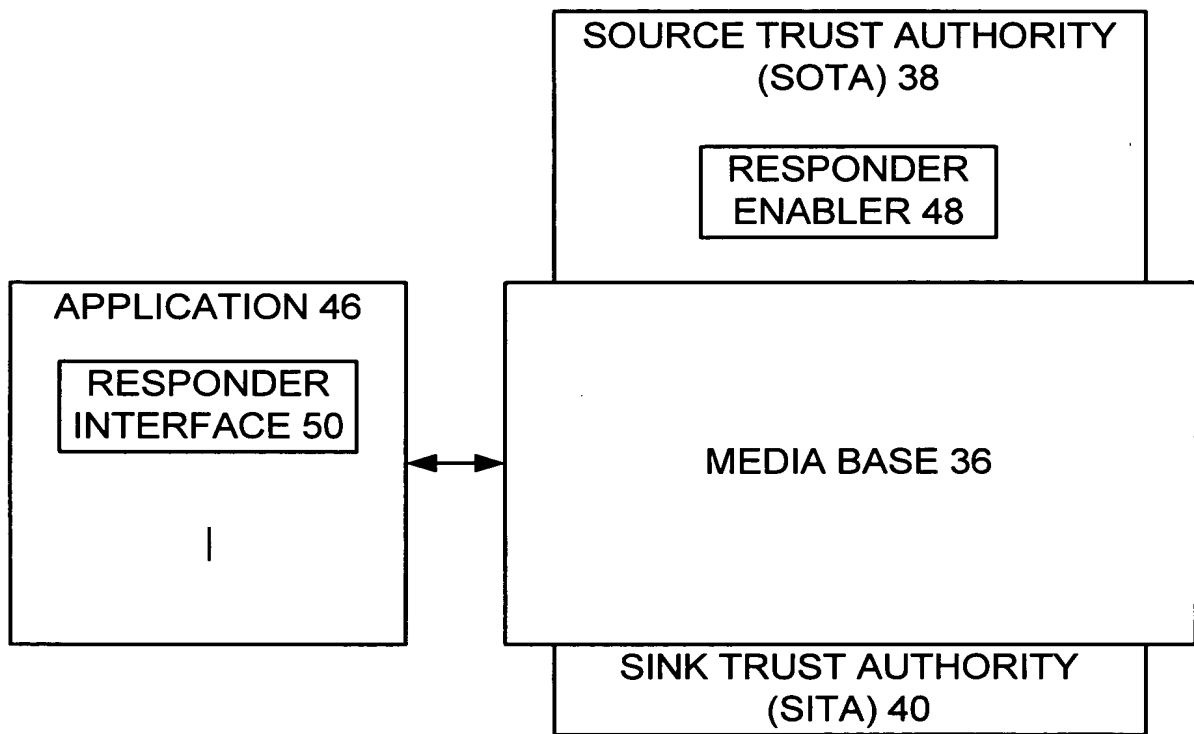 SOURCE TRUST AUTHORITY
(SOTA) 38
RESPONDER
ENABLER 48
APPLICATION 46
RESPONDER
INTERFACE 50
MEDIA BASE 36
SINK TRUST AUTHORITY
(SITA) 40